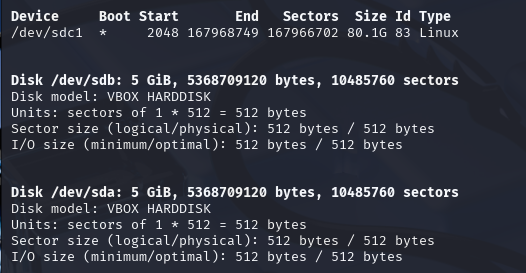 Device     Boot Start       End   Sectors  Size Id Type
/dev/sdc1  *     2048 167968749 167966702 80.1G 83 Linux
Disk /dev/sdb: 5 GiB, 5368709120 bytes, 10485760 sectors
Disk model: VBOX HARDDISK
Units: sectors of 1 * 512 = 512 bytes
Sector size (logical/physical): 512 bytes / 512 bytes
I/O size (minimum/optimal): 512 bytes / 512 bytes
Disk /dev/sda: 5 GiB, 5368709120 bytes, 10485760 sectors
Disk model: VBOX HARDDISK
Units: sectors of 1 * 512 = 512 bytes
Sector size (logical/physical): 512 bytes / 512 bytes
I/O size (minimum/optimal): 512 bytes / 512 bytes